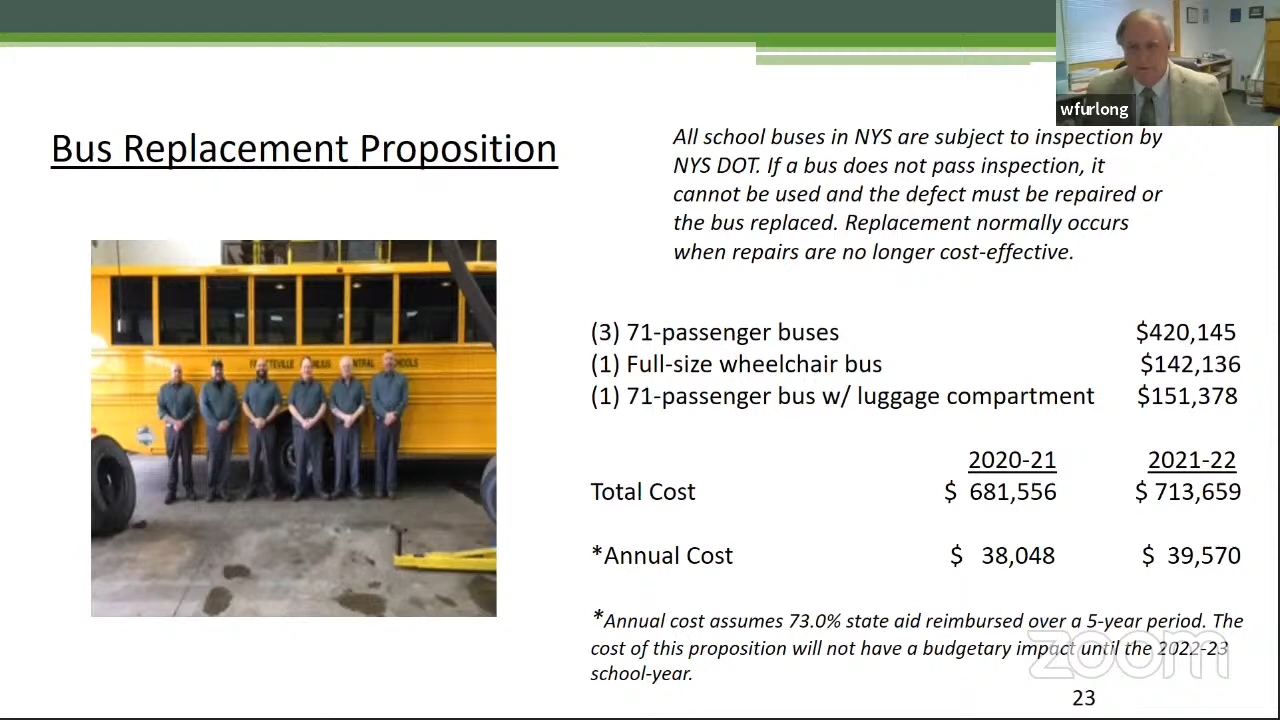 wfurlong
Bus Replacement Proposition
All school buses in NYS are subject to inspection by
NYS DOT. If a bus does not pass inspection, it
cannot be used and the defect must be repaired or
the bus replaced. Replacement normally occurs
when repairs are no longer cost-effective.
CENTRAL SCHOOLS
(3) 71-passenger buses $420,145
(1) Full-size wheelchair bus $142,136
(1) 71-passenger bus w/ luggage compartment $151,378
2020-21 2021-22
Total Cost $ 681,556 $ 713,659
*Annual Cost $ 38,048 $ 39,570
*Annual cost assumes 73.0% state aid reimbursed over a 5-year period. The
cost of this proposition will not have a budgetary impact until the 2022-23
school-year.
zoom
23